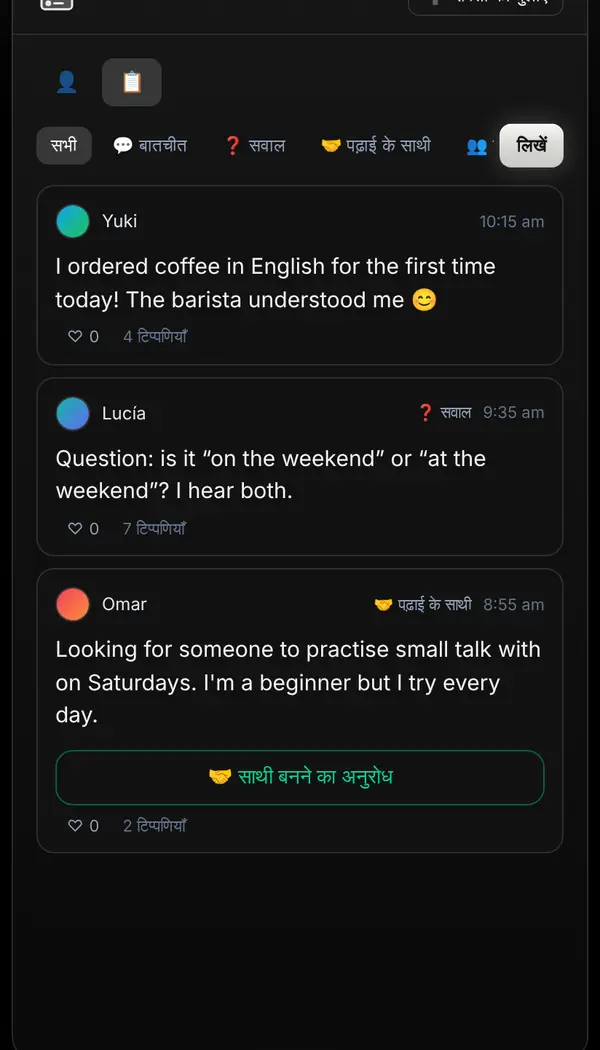 सभी
💬 बातचीत
❓ सवाल
🤝 पढ़ाई के साथी
👥
लिखें
Yuki
10:15 am
I ordered coffee in English for the first time
today! The barista understood me 😊
♡ 0
4 टिप्पणियाँ
Lucía
❓ सवाल 9:35 am
Question: is it “on the weekend” or “at the
weekend”? I hear both.
♡ 0
7 टिप्पणियाँ
Omar
🤝 पढ़ाई के साथी 8:55 am
Looking for someone to practise small talk with
on Saturdays. I'm a beginner but I try every
day.
🤝 साथी बनने का अनुरोध
♡ 0
2 टिप्पणियाँ